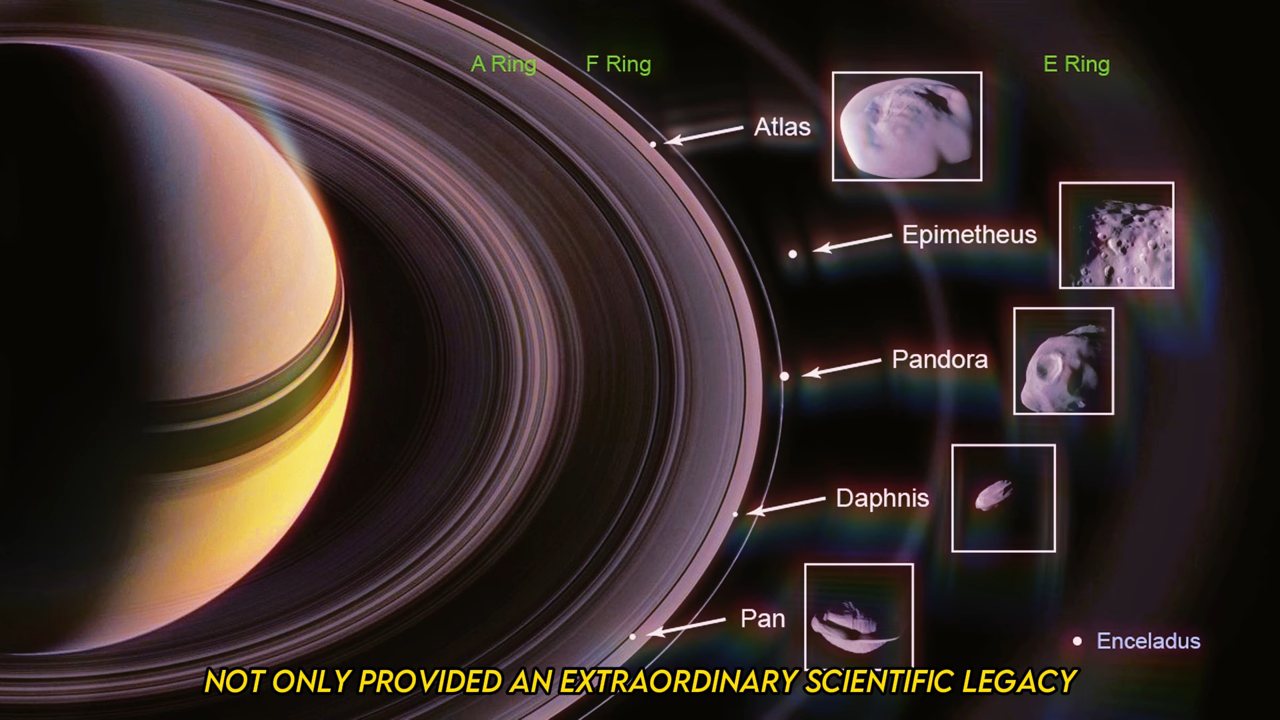 A Ring
F Ring
E Ring
Atlas
Epimetheus
Pandora
Daphnis
Pan
Enceladus
NOT ONLY PROVIDED AN EXTRAORDINARY SCIENTIFIC LEGACY